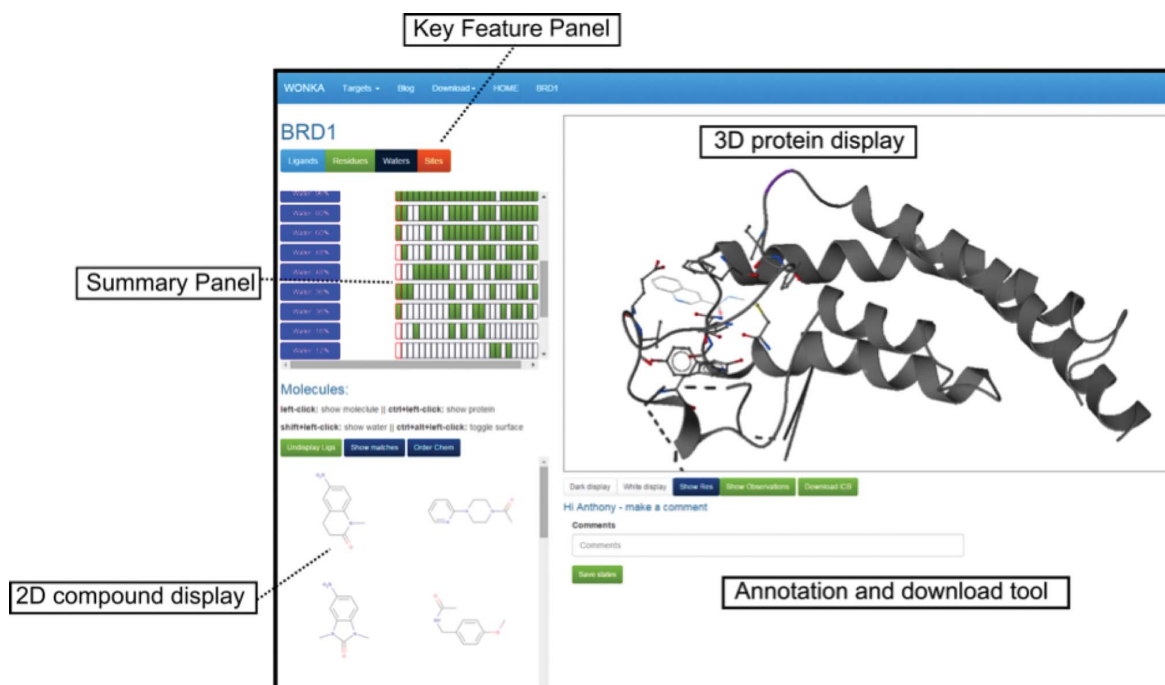 Key Feature Panel
WONKA Targets Blog Download HOME BRD1
BRD1
Ligands Residues Waters Sites
3D protein display
Summary Panel
Molecules:
left-click: show moleclule || ctrl+left-click: show protein
shift+left-click: show water || ctrl+alt+left-click: toggle surface
Undisplay Ligs Show matches Order Chem
Dark display White display Show Res Show Observations Download ICB
Hi Anthony - make a comment
Comments
Comments
Save states
2D compound display
Annotation and download tool